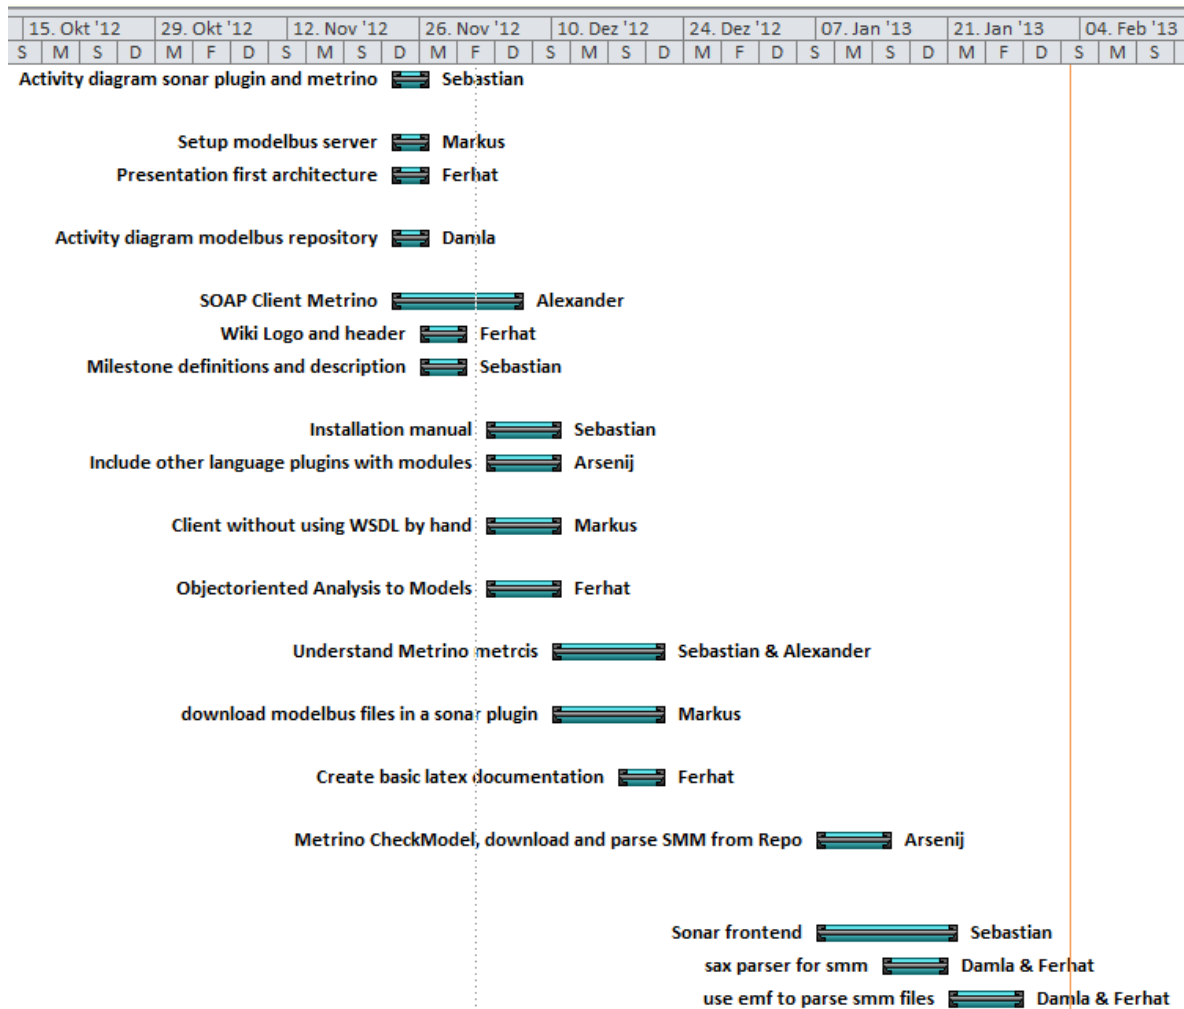 15. Okt '12 29. Okt '12 12. Nov '12 26. Nov '12 10. Dez '12 24. Dez '12 07. Jan '13 21. Jan '13 04. Feb '13
S M S D M F D S M S D M F D S M S D M F D S M S D M F D S M S
Activity diagram sonar plugin and metrino Sebastian
Setup modelbus server Markus
Presentation first architecture Ferhat
Activity diagram modelbus repository Damla
SOAP Client Metrino Alexander
Wiki Logo and header Ferhat
Milestone definitions and description Sebastian
Installation manual Sebastian
Include other language plugins with modules Arsenij
Client without using WSDL by hand Markus
Objectoriented Analysis to Models Ferhat
Understand Metrino metrcis Sebastian & Alexander
download modelbus files in a sonar plugin Markus
Create basic latex documentation Ferhat
Metrino CheckModel, download and parse SMM from Repo Arsenij
Sonar frontend Sebastian
sax parser for smm Damla & Ferhat
use emf to parse smm files Damla & Ferhat